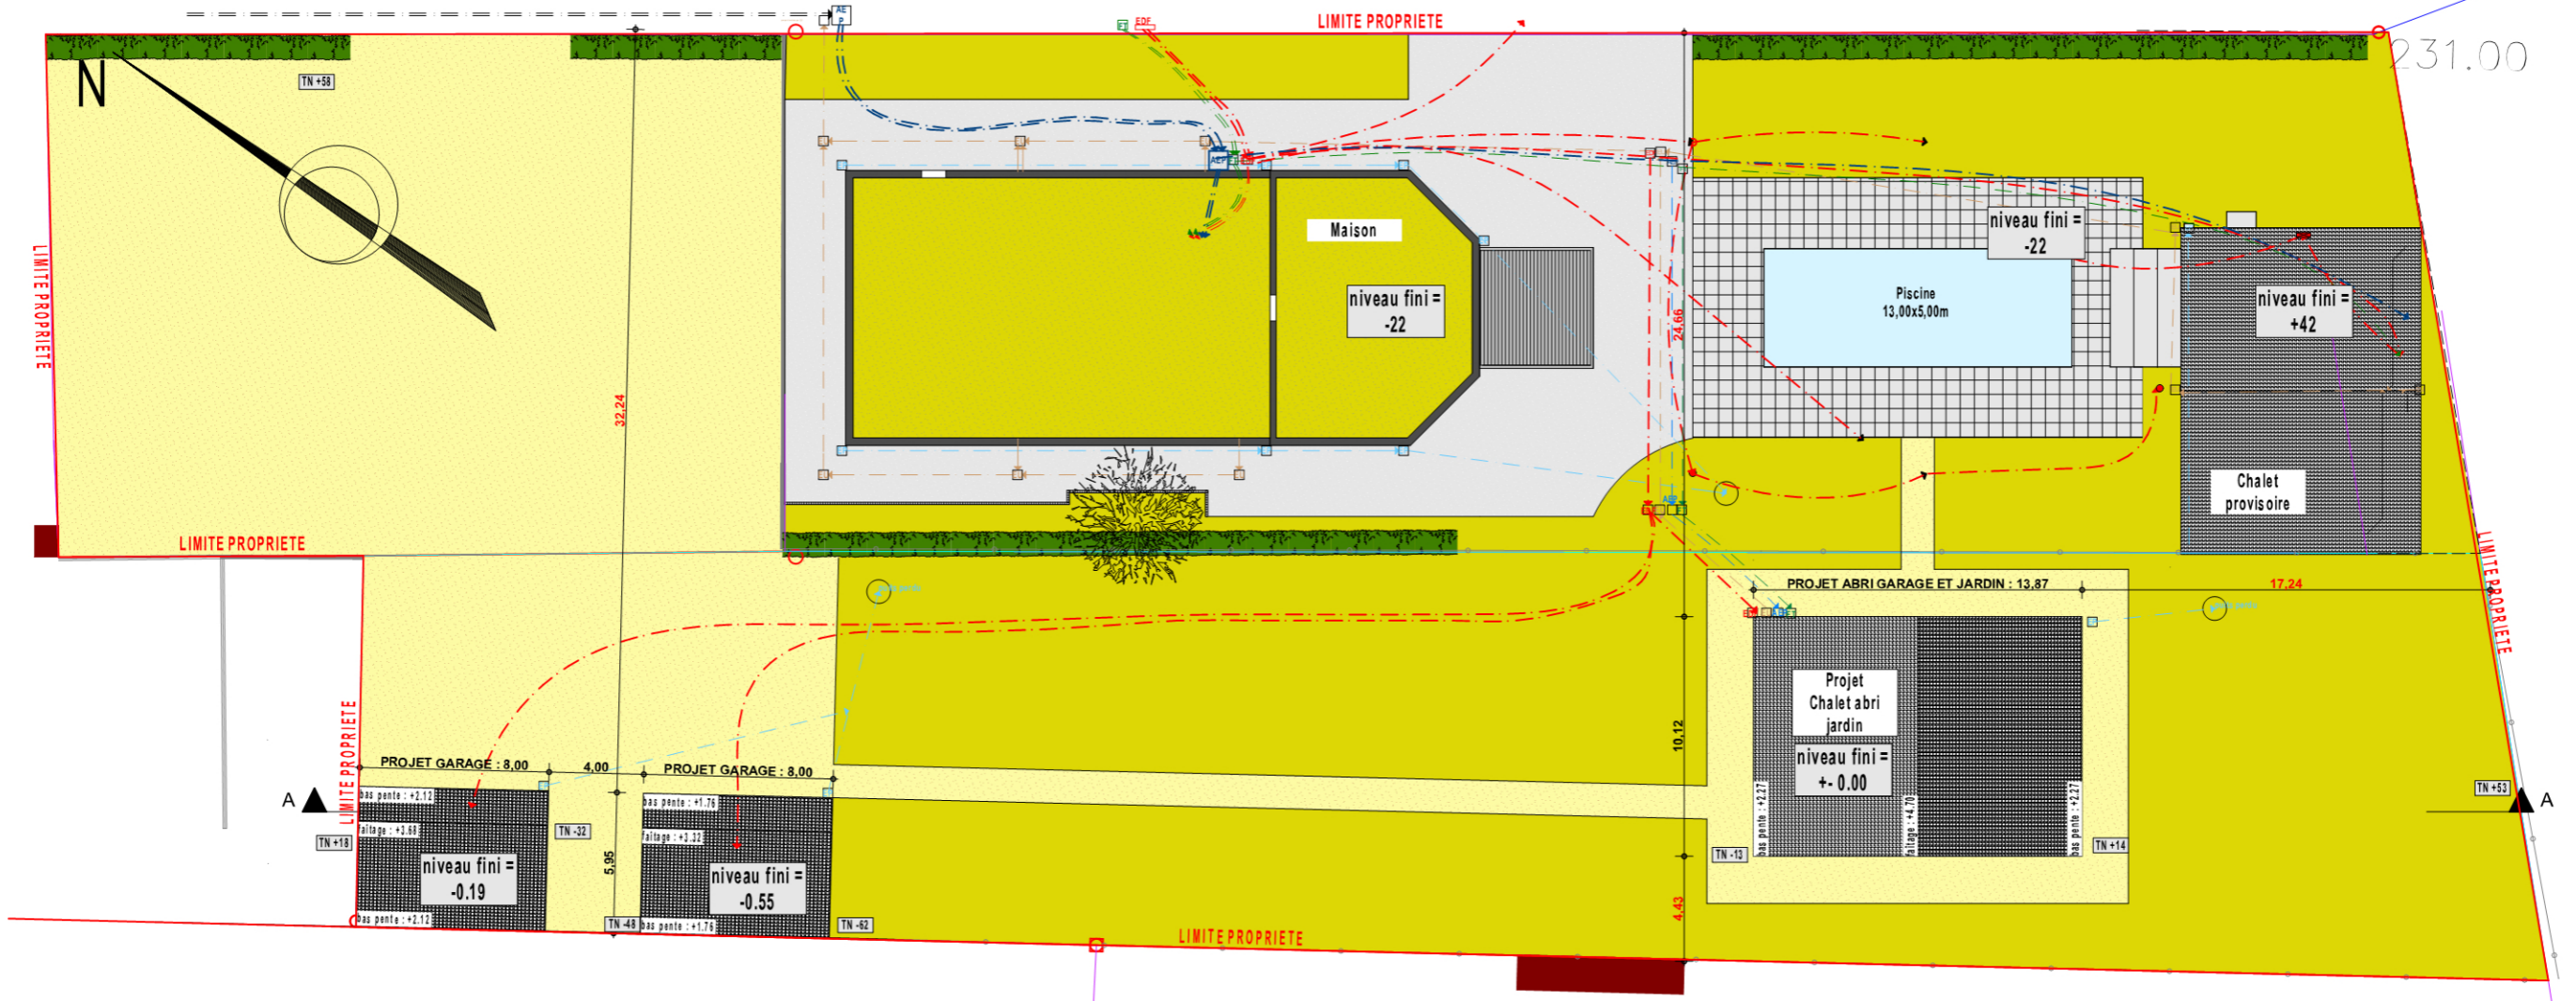 AE
P
FT
EDF
LIMITE PROPRIETE
231.00
N
TN +58
LIMITE PROPRIETE
32,24
Maison
niveau fini =
-22
AEP
24,66
niveau fini =
-22
Piscine
13,00x5,00m
niveau fini =
+42
Chalet
provisoire
AEP
LIMITE PROPRIETE
LIMITE PROPRIETE
PROJET ABRI GARAGE ET JARDIN : 13,87
17,24
Projet
Chalet abri
jardin
niveau fini =
+- 0.00
bas pente : +2.27
faitage : +4.70
bas pente : +2.27
10,12
4,43
TN -13
TN +14
TN +53
A
LIMITE PROPRIETE
PROJET GARAGE : 8,00
4,00
PROJET GARAGE : 8,00
A
TN +18
bas pente : +2.12
faitage : +3.68
niveau fini =
-0.19
bas pente : +2.12
TN -32
5,95
TN -48
bas pente : +1.76
faitage : +3.32
niveau fini =
-0.55
bas pente : +1.76
TN -62
LIMITE PROPRIETE